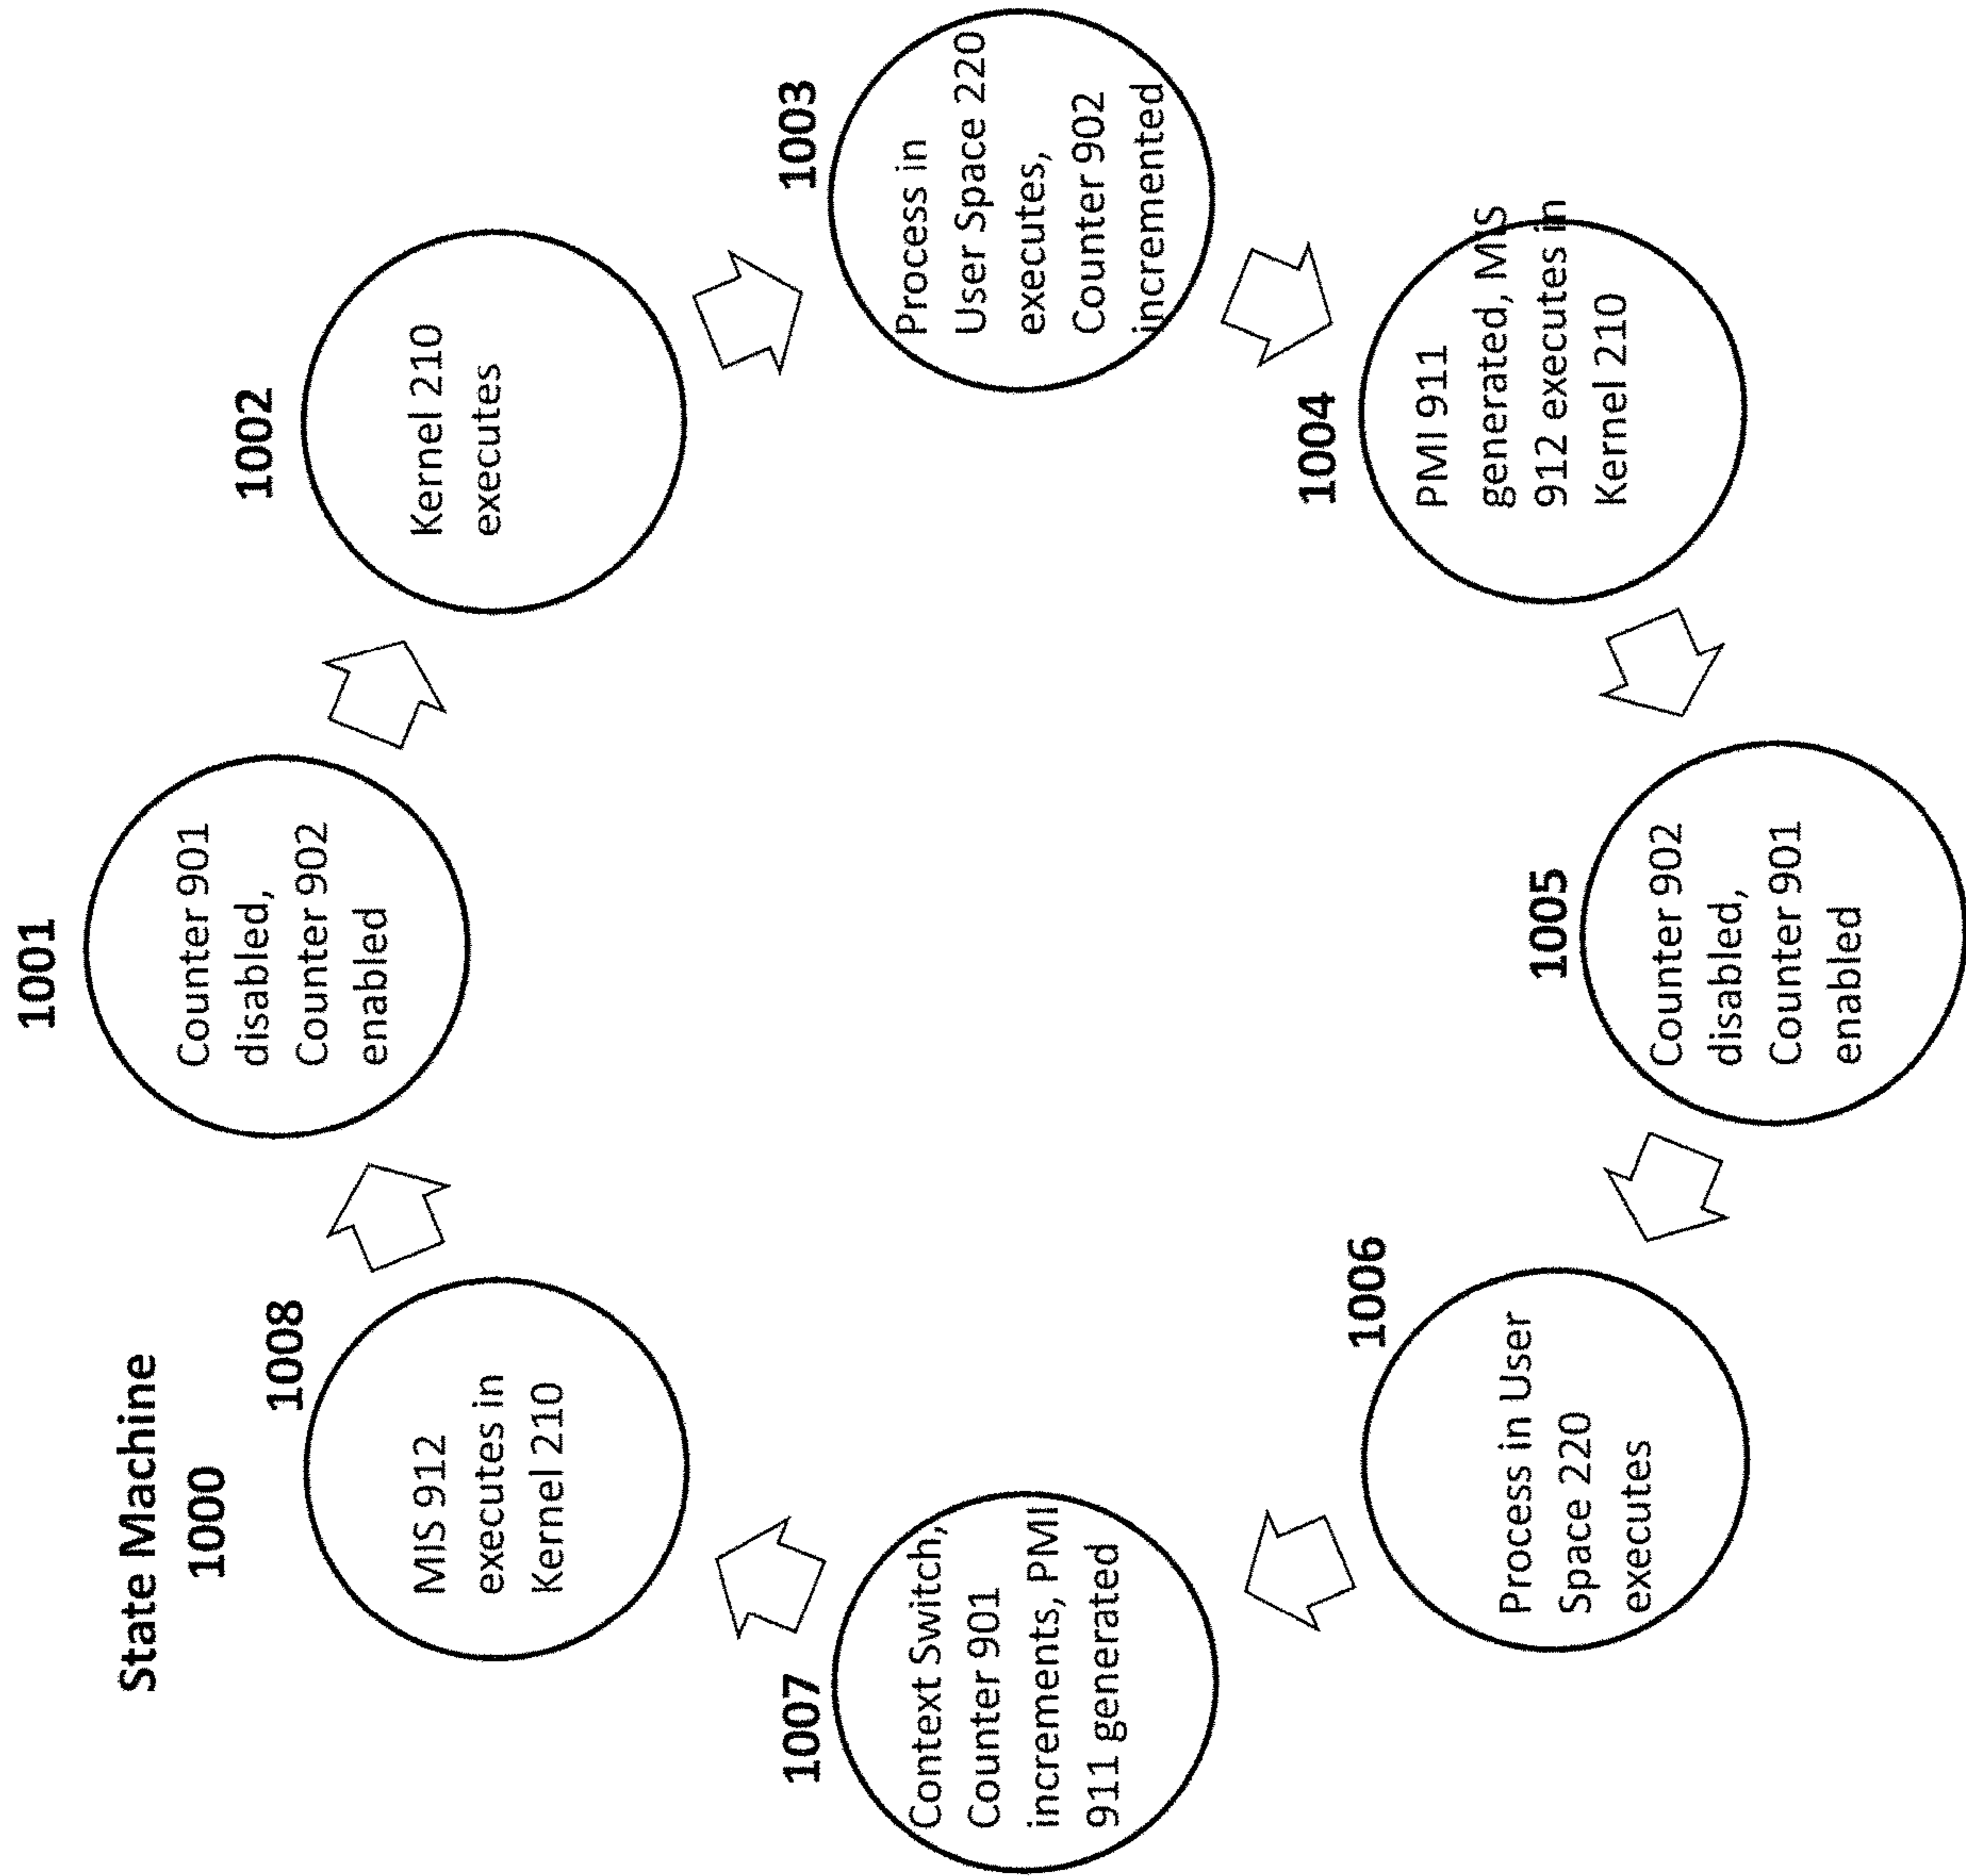 State Machine
1000
1001
Counter 901
disabled,
Counter 902
enabled
1002
Kernel 210
executes
1003
Process in
User Space 220
executes,
Counter 902
incremented
1004
PMI 911
generated, MIS
912 executes in
Kernel 210
1005
Counter 902
disabled,
Counter 901
enabled
1006
Process in User
Space 220
executes
1007
Context Switch,
Counter 901
increments, PMI
911 generated
1008
MIS 912
executes in
Kernel 210